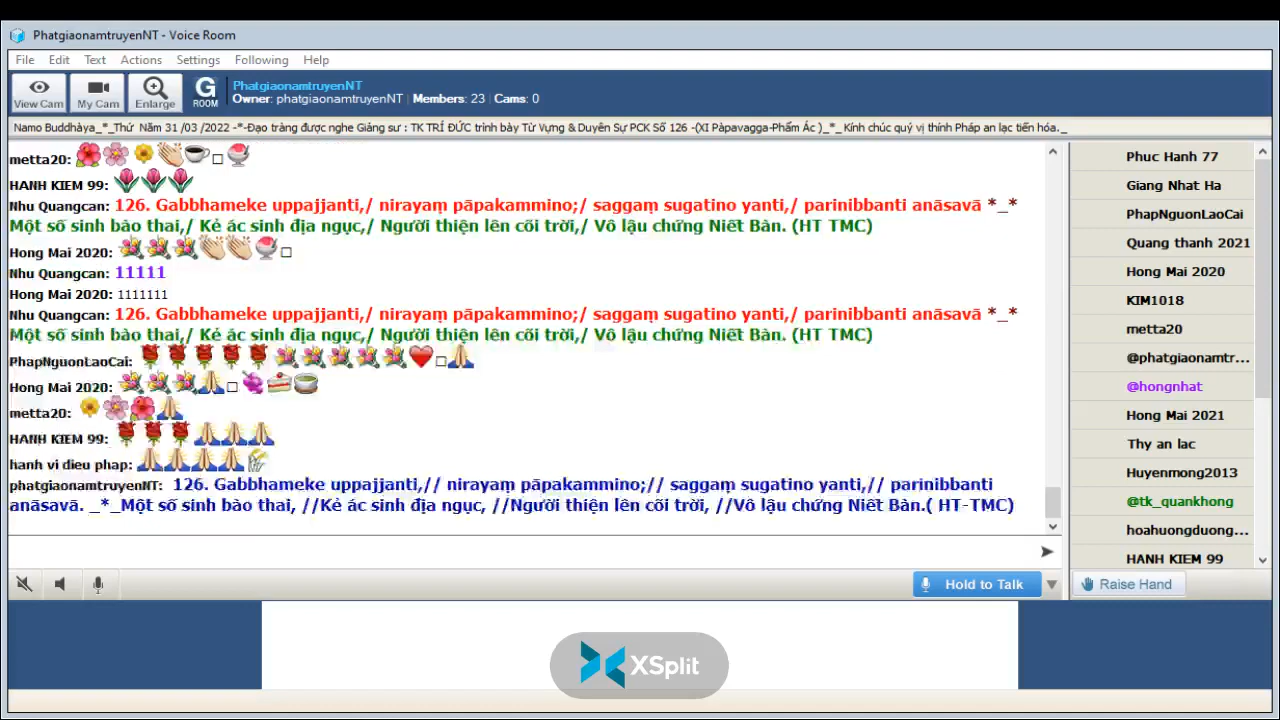 PhatgiaonamtruyenNT - Voice Room
File Edit Text Actions Settings Following Help
View Cam My Cam Enlarge G ROOM
PhatgiaonamtruyenNT
Owner: phatgiaonamtruyenNT Members: 23 Cams: 0
Namo Buddhàya_*_Thứ Năm 31 /03 /2022 -*-Đạo tràng được nghe Giảng sư : TK TRÍ ĐỨC trình bày Từ Vựng & Duyên Sự PCK Số 126 -(XI Pàpavagga-Phẩm Ác )_*_ Kính chúc quý vị thính Pháp an lạc tiến hóa._
metta20:
HANH KIEM 99:
Nhu Quangcan: 126. Gabbhameke uppajjanti,/ nirayaṃ pāpakammino;/ saggaṃ sugatino yanti,/ parinibbanti anāsavā *_*
Một số sinh bào thai,/ Kẻ ác sinh địa ngục,/ Người thiện lên cõi trời,/ Vô lậu chứng Niết Bàn. (HT TMC)
Hong Mai 2020:
Nhu Quangcan: 11111
Hong Mai 2020: 1111111
Nhu Quangcan: 126. Gabbhameke uppajjanti,/ nirayaṃ pāpakammino;/ saggaṃ sugatino yanti,/ parinibbanti anāsavā *_*
Một số sinh bào thai,/ Kẻ ác sinh địa ngục,/ Người thiện lên cõi trời,/ Vô lậu chứng Niết Bàn. (HT TMC)
PhapNguonLaoCai:
Hong Mai 2020:
metta20:
HANH KIEM 99:
hanh vi dieu phap:
phatgiaonamtruyenNT: 126. Gabbhameke uppajjanti,// nirayaṃ pāpakammino;// saggaṃ sugatino yanti,// parinibbanti
anāsavā. _*_Một số sinh bào thai, //Kẻ ác sinh địa ngục, //Người thiện lên cõi trời, //Vô lậu chứng Niết Bàn.( HT-TMC)
Phuc Hanh 77
Giang Nhat Ha
PhapNguonLaoCai
Quang thanh 2021
Hong Mai 2020
KIM1018
metta20
@phatgiaonamtr...
@hongnhat
Hong Mai 2021
Thy an lac
Huyenmong2013
@tk_quankhong
hoahuongduong...
HANH KIEM 99
Hold to Talk
Raise Hand
XSplit